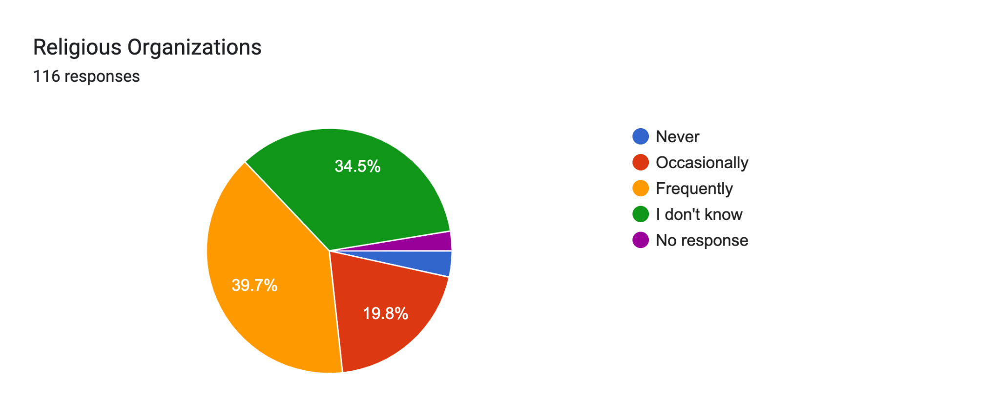 Religious Organizations
116 responses
34.5%
39.7%
19.8%
Never
Occasionally
Frequently
I don't know
No response